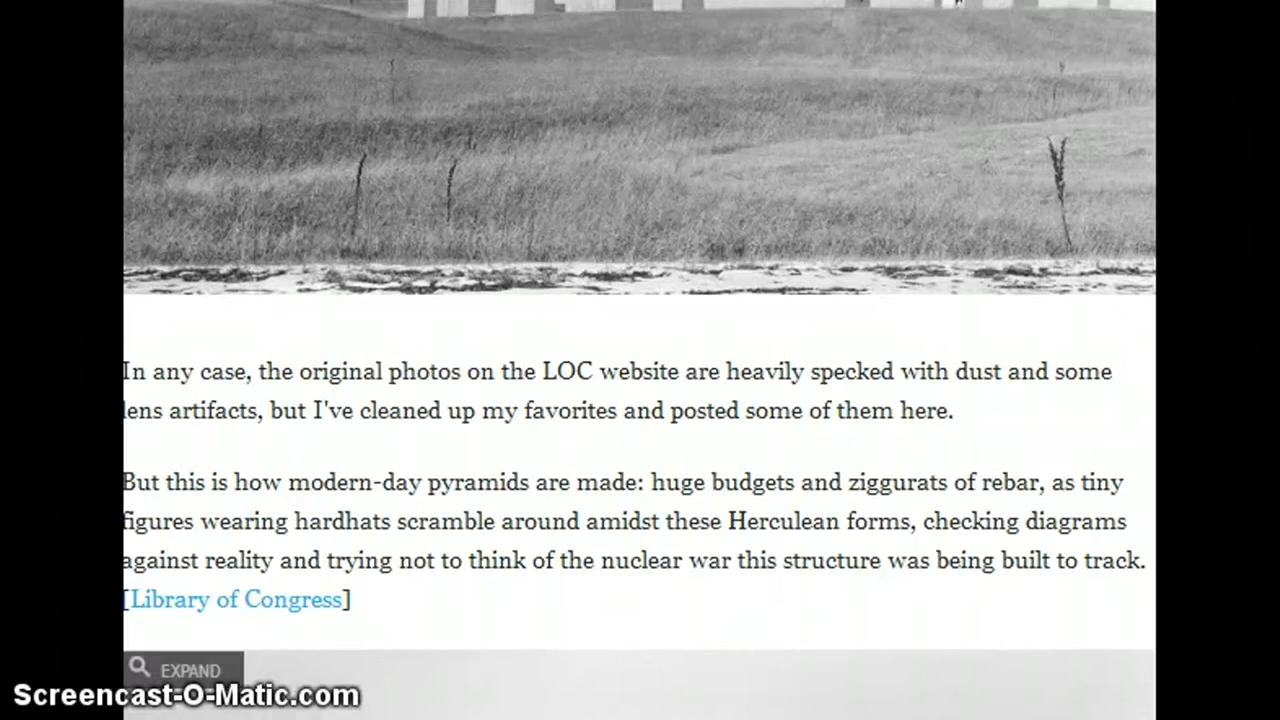 In any case, the original photos on the LOC website are heavily specked with dust and some
lens artifacts, but I've cleaned up my favorites and posted some of them here.
But this is how modern-day pyramids are made: huge budgets and ziggurats of rebar, as tiny
figures wearing hardhats scramble around amidst these Herculean forms, checking diagrams
against reality and trying not to think of the nuclear war this structure was being built to track.
[Library of Congress]
EXPAND
Screencast-O-Matic.com